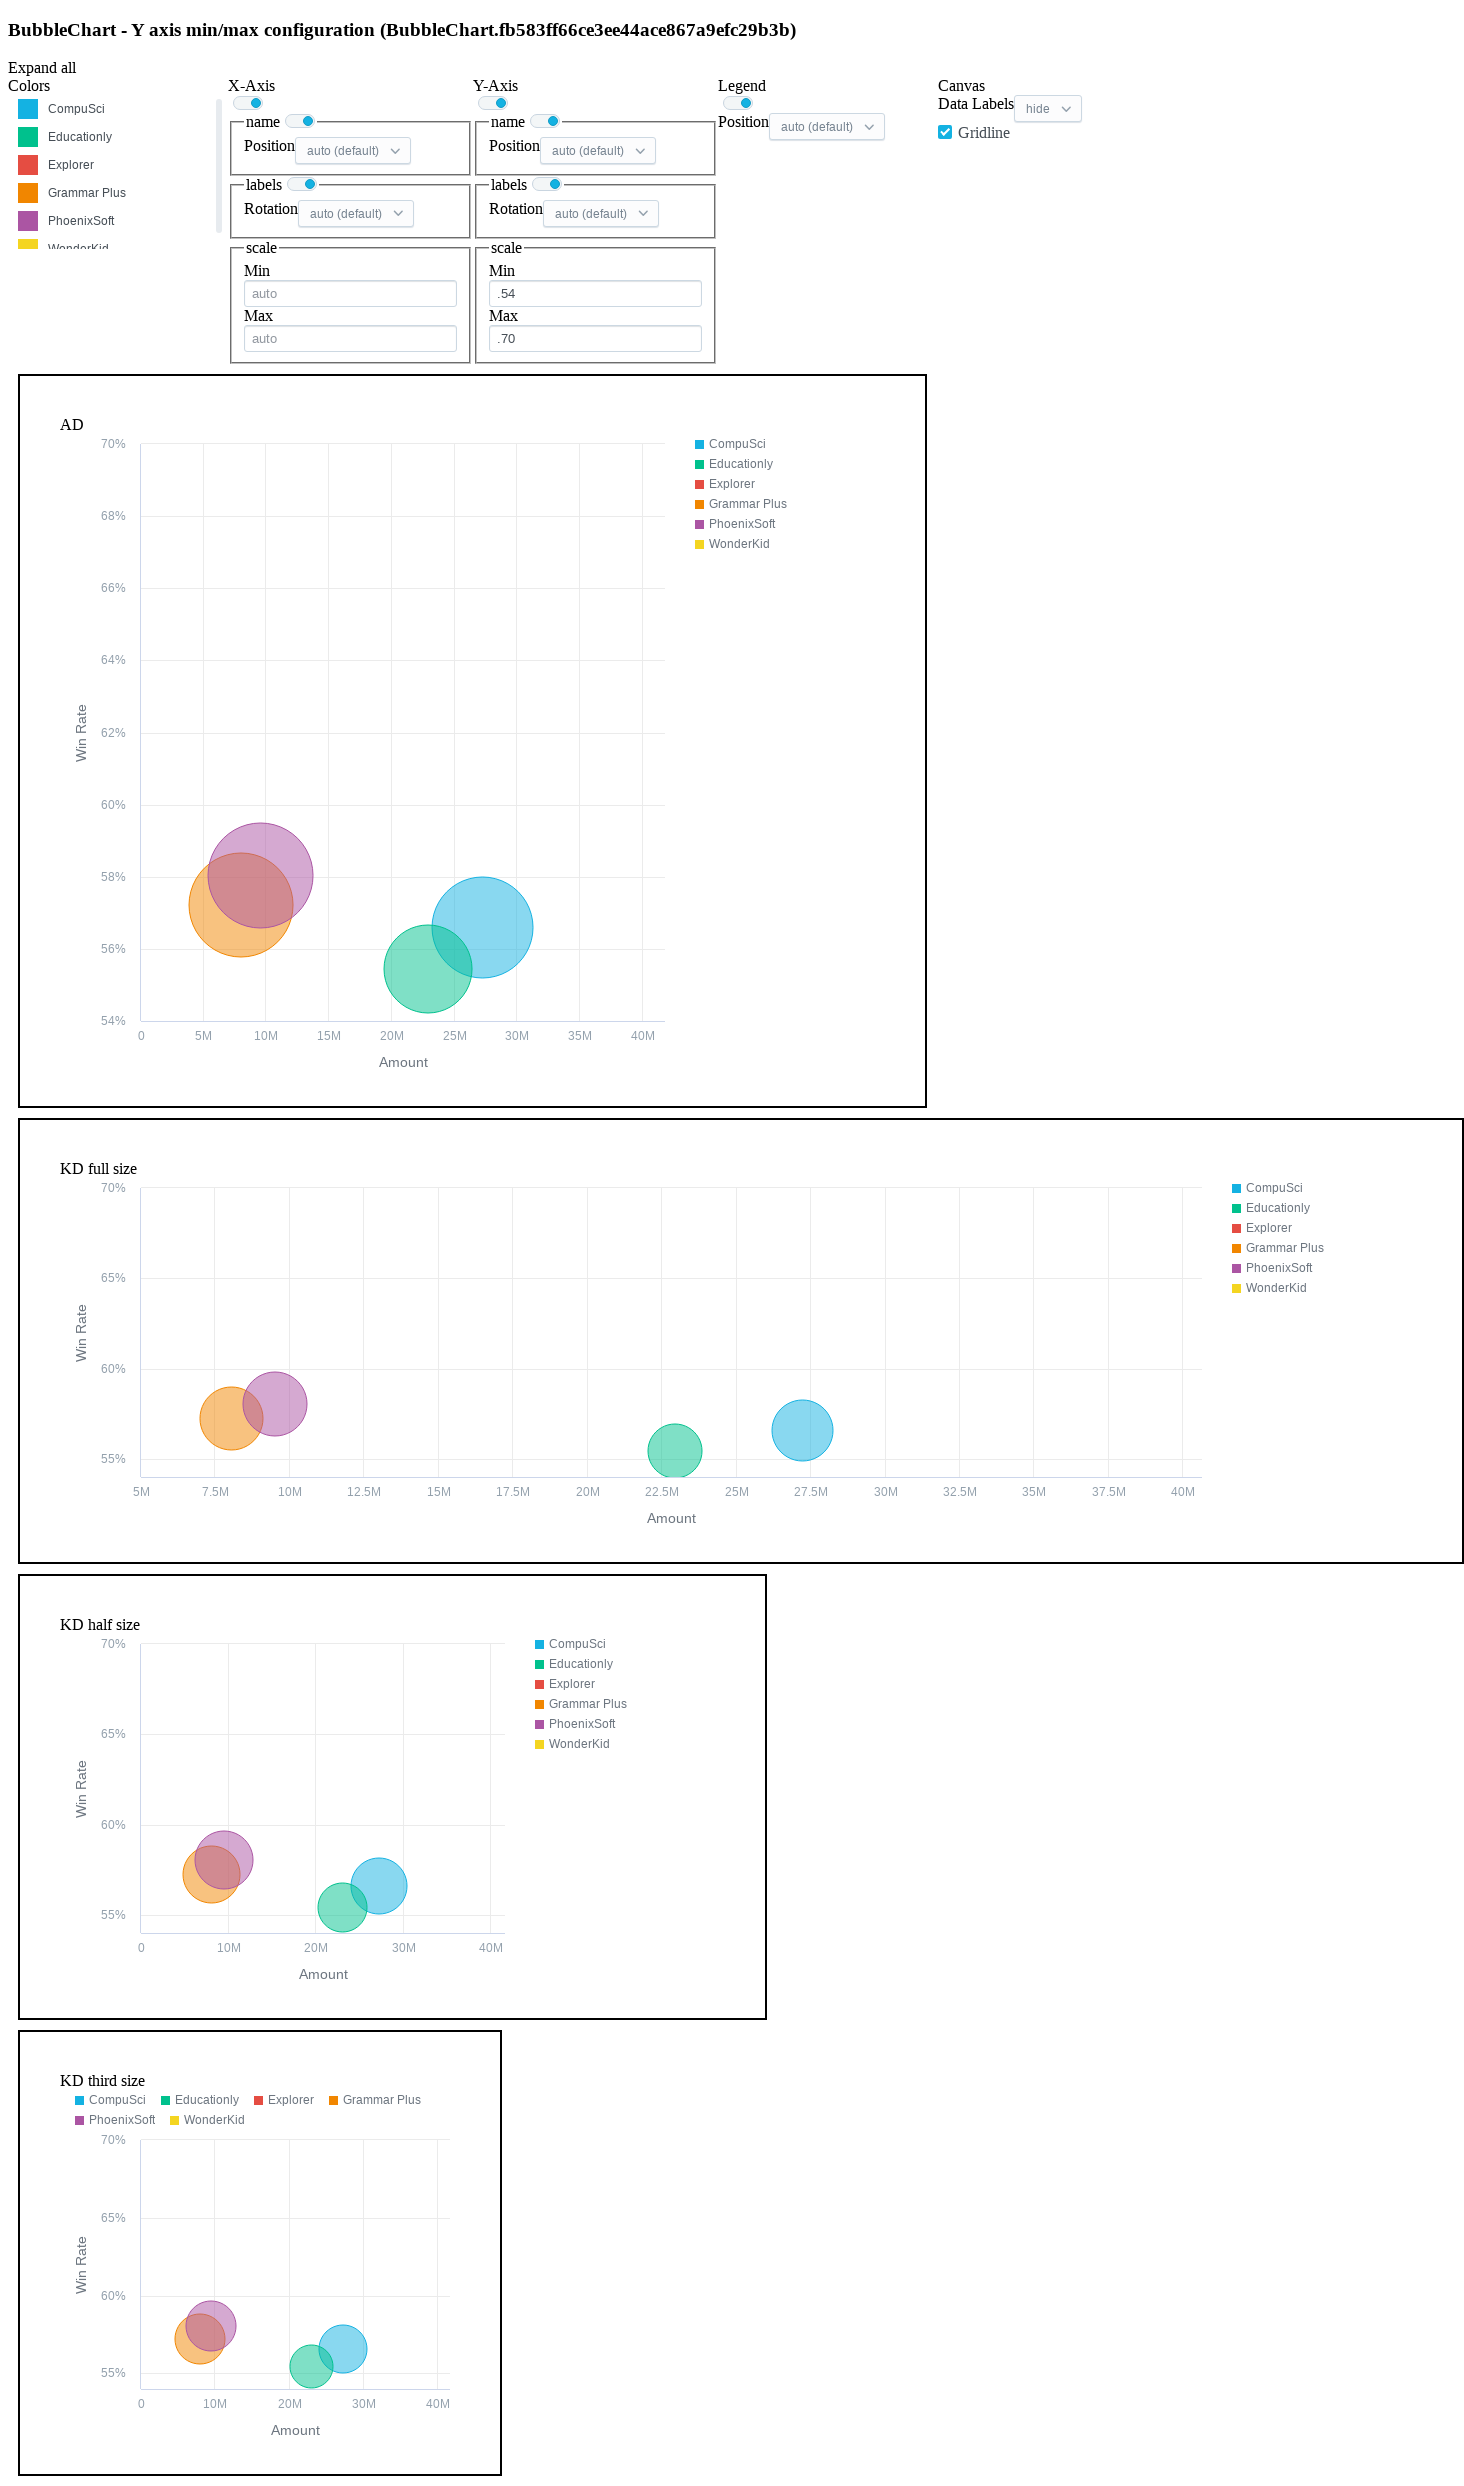 BubbleChart - Y axis min/max configuration (BubbleChart.fb583ff66ce3ee44ace867a9efc29b3b)
Expand all
Colors
CompuSci
Educationly
Explorer
Grammar Plus
PhoenixSoft
WonderKid
X-Axis
name
Position auto (default)
labels
Rotation auto (default)
scale
Min
auto
Max
auto
Y-Axis
name
Position auto (default)
labels
Rotation auto (default)
scale
Min
.54
Max
.70
Legend
Position auto (default)
Canvas
Data Labels hide
Gridline
AD
70%
68%
66%
64%
62%
60%
58%
56%
54%
Win Rate
0 5M 10M 15M 20M 25M 30M 35M 40M
Amount
CompuSci
Educationly
Explorer
Grammar Plus
PhoenixSoft
WonderKid
KD full size
70%
65%
60%
55%
Win Rate
5M 7.5M 10M 12.5M 15M 17.5M 20M 22.5M 25M 27.5M 30M 32.5M 35M 37.5M 40M
Amount
CompuSci
Educationly
Explorer
Grammar Plus
PhoenixSoft
WonderKid
KD half size
70%
65%
60%
55%
Win Rate
0 10M 20M 30M 40M
Amount
CompuSci
Educationly
Explorer
Grammar Plus
PhoenixSoft
WonderKid
KD third size
CompuSci Educationly Explorer Grammar Plus
PhoenixSoft WonderKid
70%
65%
60%
55%
Win Rate
0 10M 20M 30M 40M
Amount